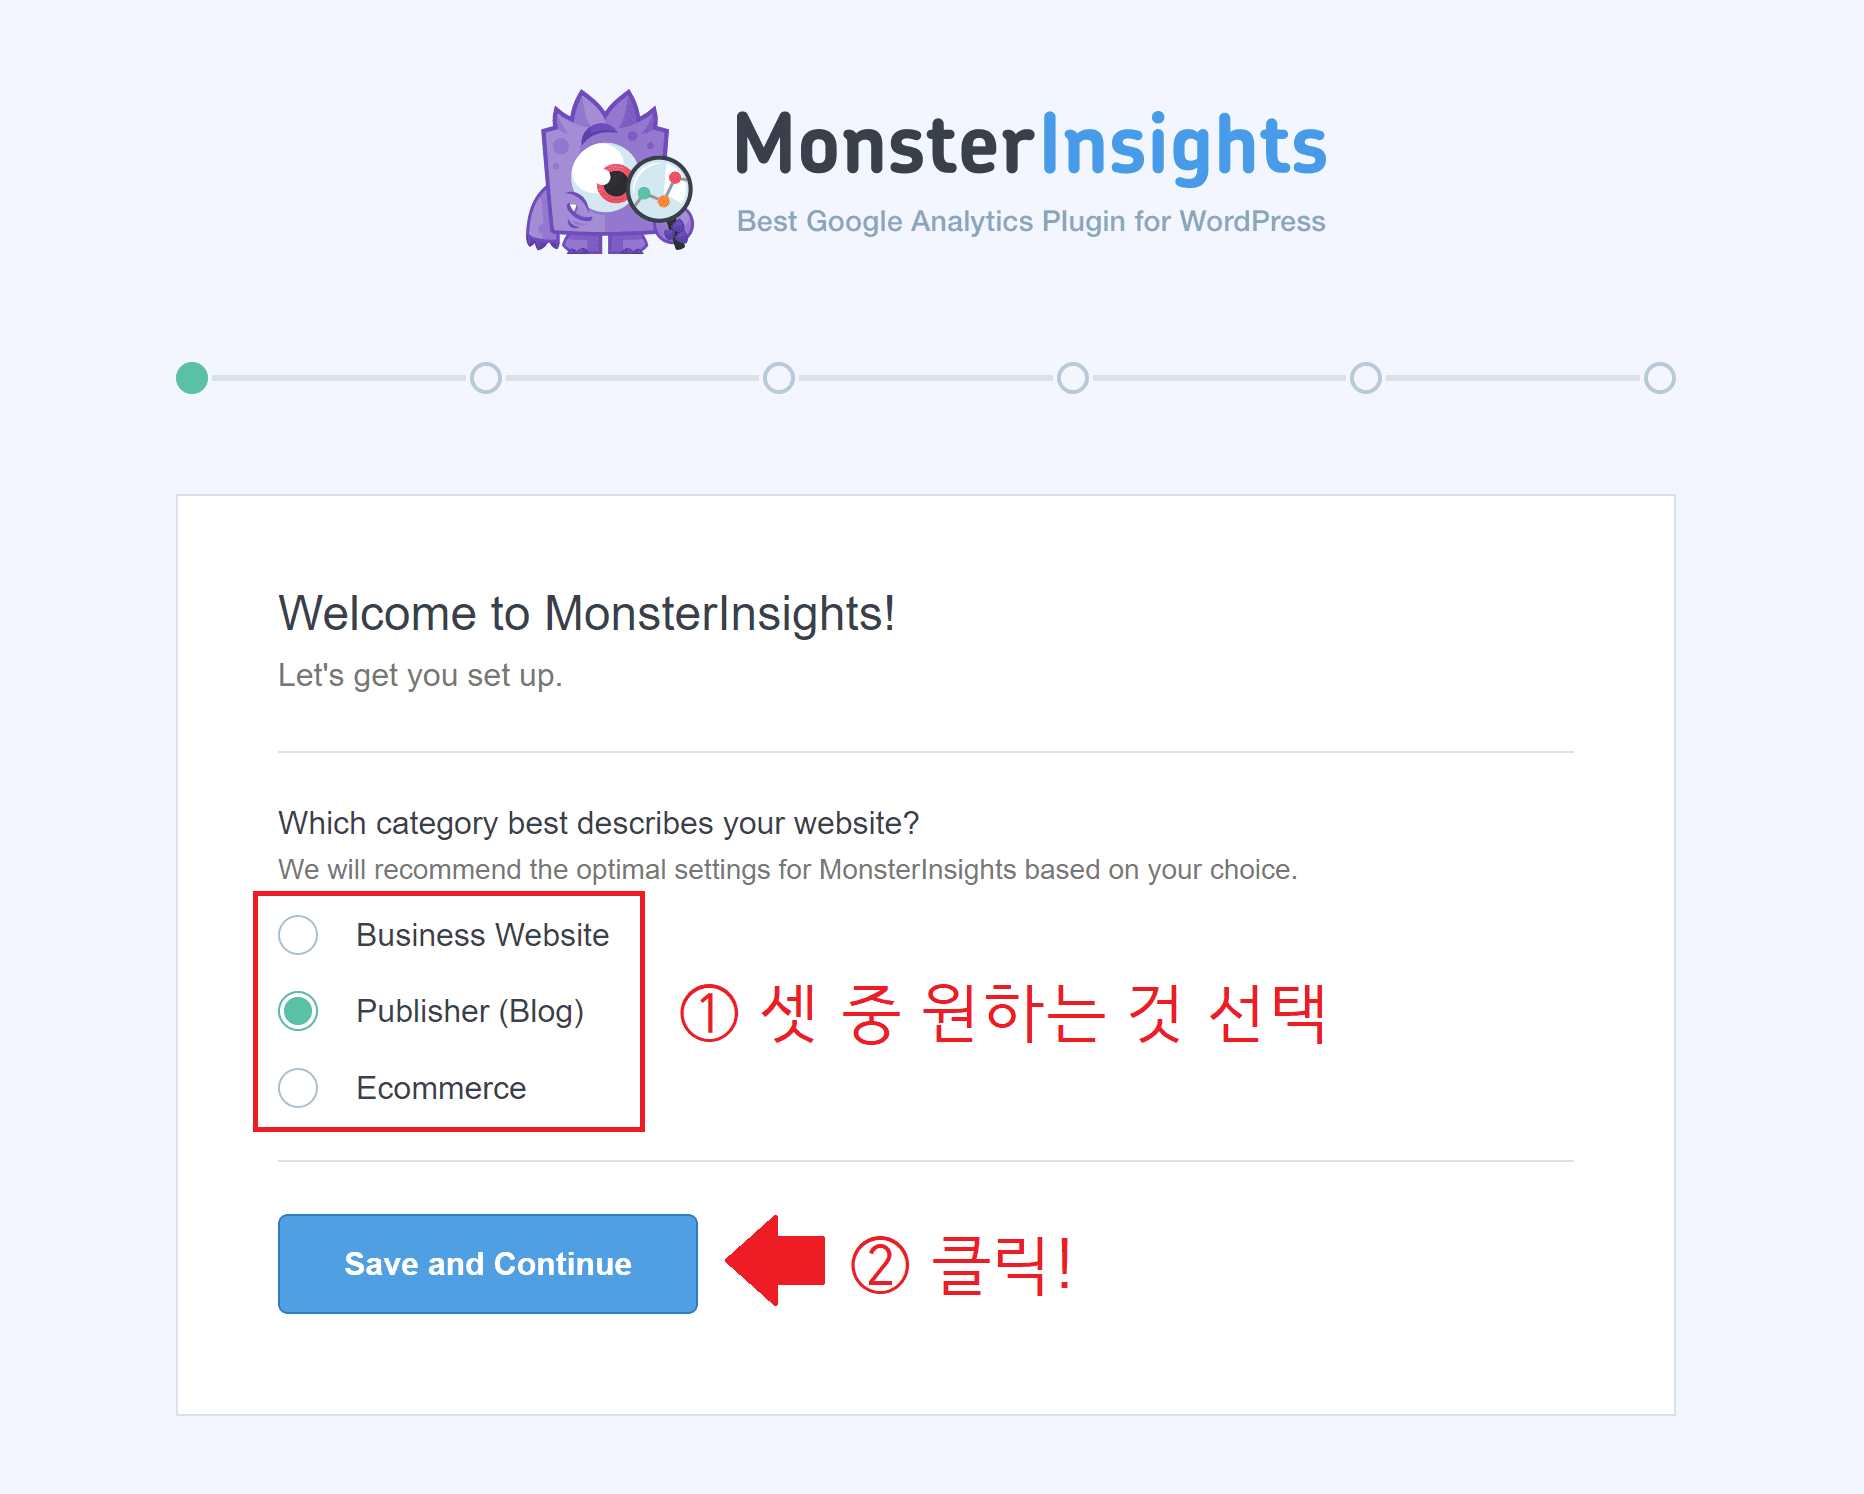 MonsterInsights
Best Google Analytics Plugin for WordPress
Welcome to MonsterInsights!
Let's get you set up.
Which category best describes your website?
We will recommend the optimal settings for MonsterInsights based on your choice.
Business Website
Publisher (Blog)
① 셋 중 원하는 것 선택
Ecommerce
Save and Continue
② 클릭!